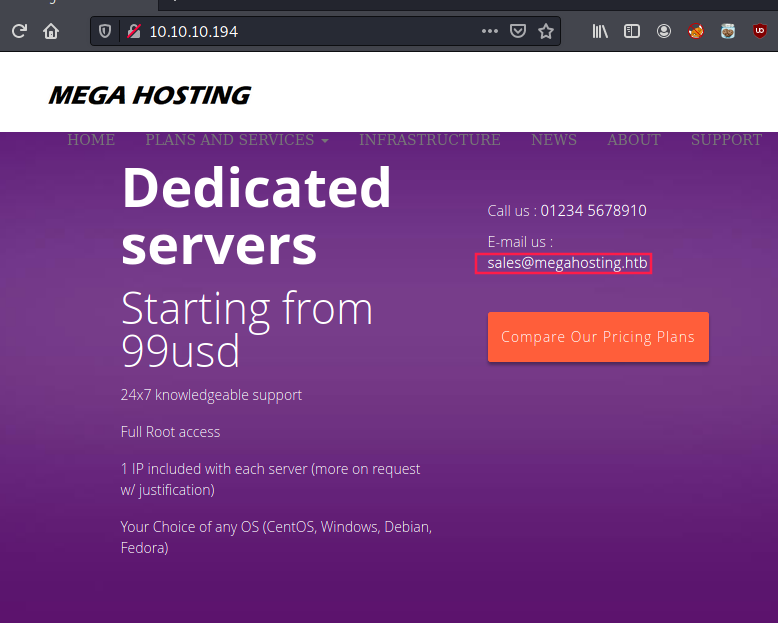 10.10.10.194
MEGA HOSTING
HOME PLANS AND SERVICES INFRASTRUCTURE NEWS ABOUT SUPPORT
Dedicated
servers
Starting from
99usd
24x7 knowledgeable support
Full Root access
1 IP included with each server (more on request
w/ justification)
Your Choice of any OS (CentOS, Windows, Debian,
Fedora)
Call us : 01234 5678910
E-mail us :
sales@megahosting.htb
Compare Our Pricing Plans